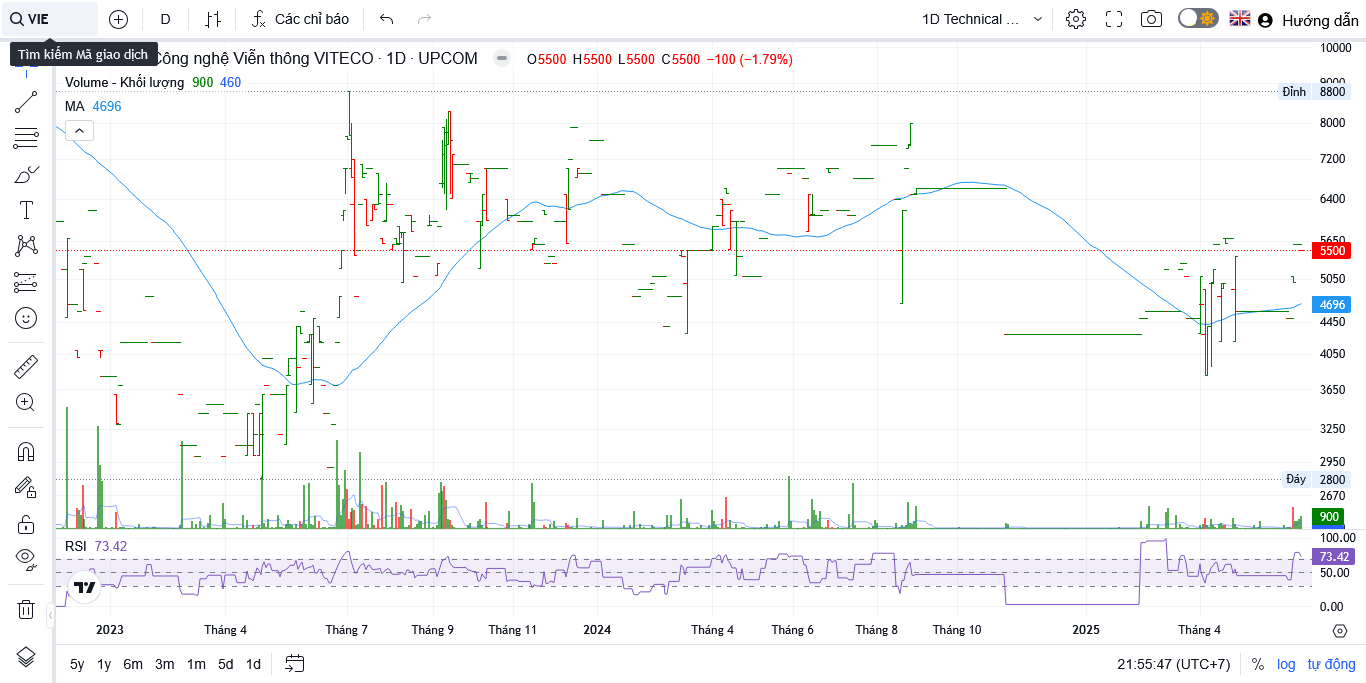 VIE
D
Các chỉ báo
1D Technical ...
Hướng dẫn
Tìm kiếm Mã giao dịch
Công nghệ Viễn thông VITECO · 1D · UPCOM
O5500 H5500 L5500 C5500 −100 (−1.79%)
Volume - Khối lượng 900 460
MA 4696
10000
9000
Đỉnh 8800
8000
7200
6400
5650
5500
5050
4696
4450
4050
3650
3250
2950
Đáy 2800
2670
900
RSI 73.42
100.00
73.42
50.00
0.00
2023 Tháng 4 Tháng 7 Tháng 9 Tháng 11 2024 Tháng 4 Tháng 6 Tháng 8 Tháng 10 2025 Tháng 4
5y 1y 6m 3m 1m 5d 1d
21:55:47 (UTC+7) % log tự động